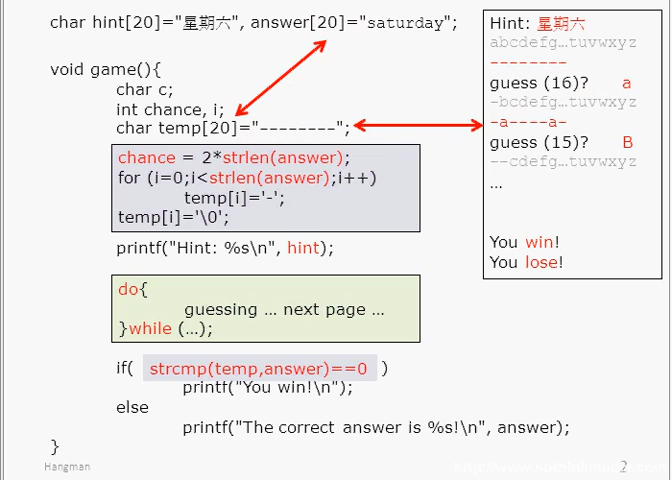 char hint[20]="星期六", answer[20]="saturday";
void game(){
char c;
int chance, i;
char temp[20]="--------";
chance = 2*strlen(answer);
for (i=0;i<strlen(answer);i++)
temp[i]='-';
temp[i]='\0';
printf("Hint: %s\n", hint);
do{
guessing … next page …
}while (…);
if( strcmp(temp,answer)==0 )
printf("You win!\n");
else
printf("The correct answer is %s!\n", answer);
}
Hint: 星期六
abcdefg…tuvwxyz
--------
guess (16)? a
-bcdefg…tuvwxyz
-a----a-
guess (15)? B
--cdefg…tuvwxyz
…
You win!
You lose!
Hangman
2